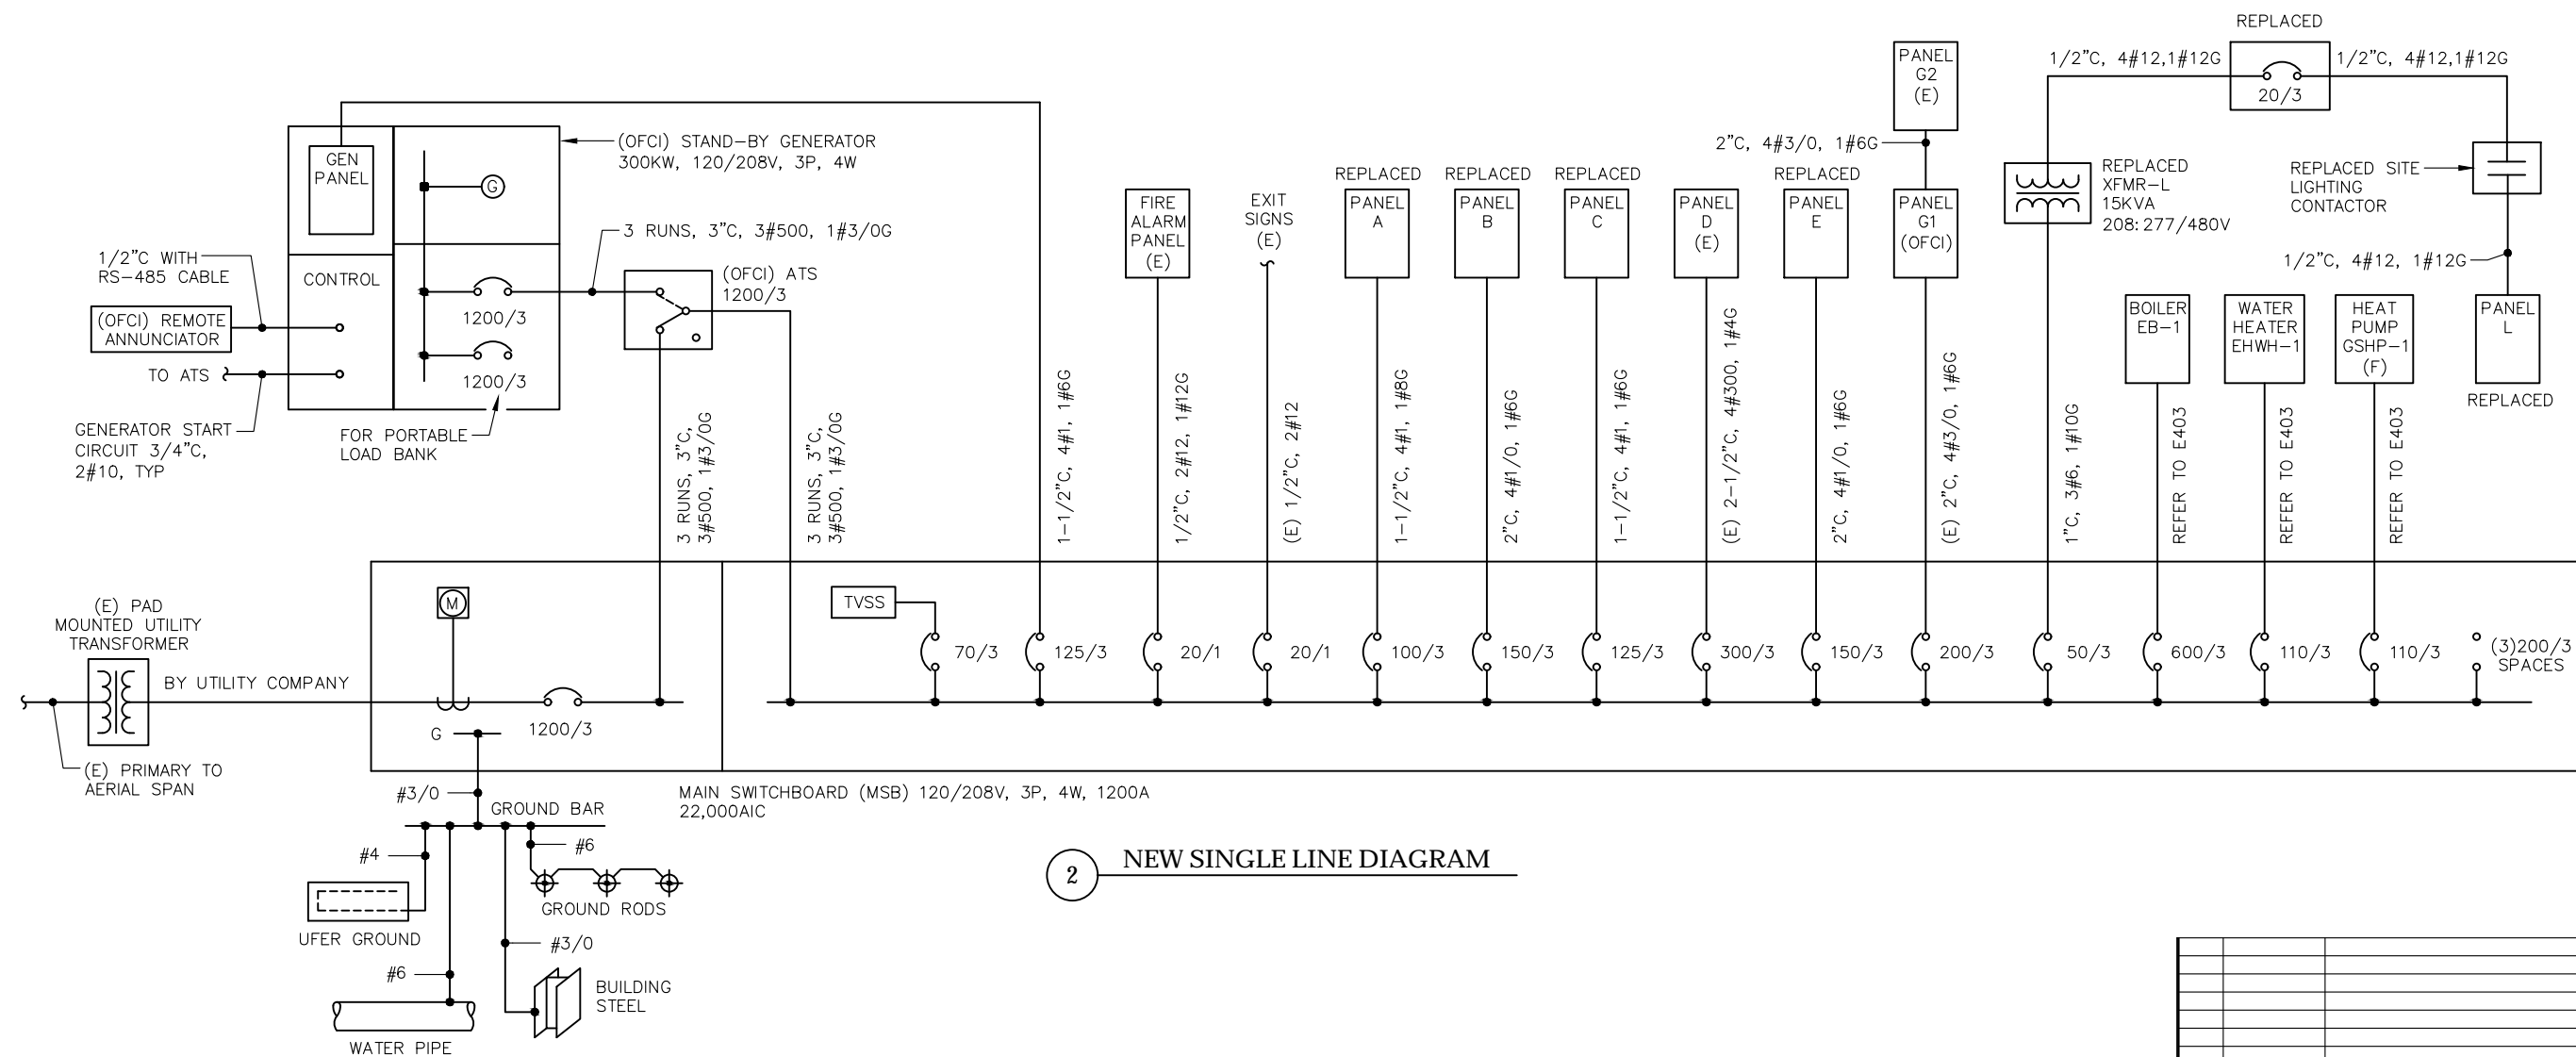 REPLACED
1/2"C, 4#12,1#12G
20/3
1/2"C, 4#12,1#12G
PANEL
G2
(E)
2"C, 4#3/0, 1#6G
GEN
PANEL
(OFCI) STAND-BY GENERATOR
300KW, 120/208V, 3P, 4W
G
3 RUNS, 3"C, 3#500, 1#3/0G
1/2"C WITH
RS-485 CABLE
CONTROL
(OFCI) REMOTE
ANNUNCIATOR
TO ATS
1200/3
1200/3
(OFCI) ATS
1200/3
GENERATOR START
CIRCUIT 3/4"C,
2#10, TYP
FOR PORTABLE
LOAD BANK
FIRE
ALARM
PANEL
(E)
EXIT
SIGNS
(E)
REPLACED
PANEL
A
REPLACED
PANEL
B
REPLACED
PANEL
C
PANEL
D
(E)
REPLACED
PANEL
E
PANEL
G1
(OFCI)
REPLACED
XFMR-L
15KVA
208:277/480V
REPLACED SITE
LIGHTING
CONTACTOR
1/2"C, 4#12, 1#12G
BOILER
EB-1
WATER
HEATER
EHWH-1
HEAT
PUMP
GSHP-1
(F)
PANEL
L
REPLACED
3 RUNS, 3"C,
3#500, 1#3/0G
3 RUNS, 3"C,
3#500, 1#3/0G
1-1/2"C, 4#1, 1#6G
1/2"C, 2#12, 1#12G
(E) 1/2"C, 2#12
1-1/2"C, 4#1, 1#8G
2"C, 4#1/0, 1#6G
1-1/2"C, 4#1, 1#6G
(E) 2-1/2"C, 4#300, 1#4G
2"C, 4#1/0, 1#6G
(E) 2"C, 4#3/0, 1#6G
1"C, 3#6, 1#10G
REFER TO E403
REFER TO E403
REFER TO E403
(E) PAD
MOUNTED UTILITY
TRANSFORMER
BY UTILITY COMPANY
(E) PRIMARY TO
AERIAL SPAN
M
1200/3
G
TVSS
70/3
125/3
20/1
20/1
100/3
150/3
125/3
300/3
150/3
200/3
50/3
600/3
110/3
110/3
(3)200/3
SPACES
MAIN SWITCHBOARD (MSB) 120/208V, 3P, 4W, 1200A
22,000AIC
#3/0
GROUND BAR
#4
#6
GROUND RODS
UFER GROUND
#3/0
#6
BUILDING
STEEL
WATER PIPE
2 NEW SINGLE LINE DIAGRAM